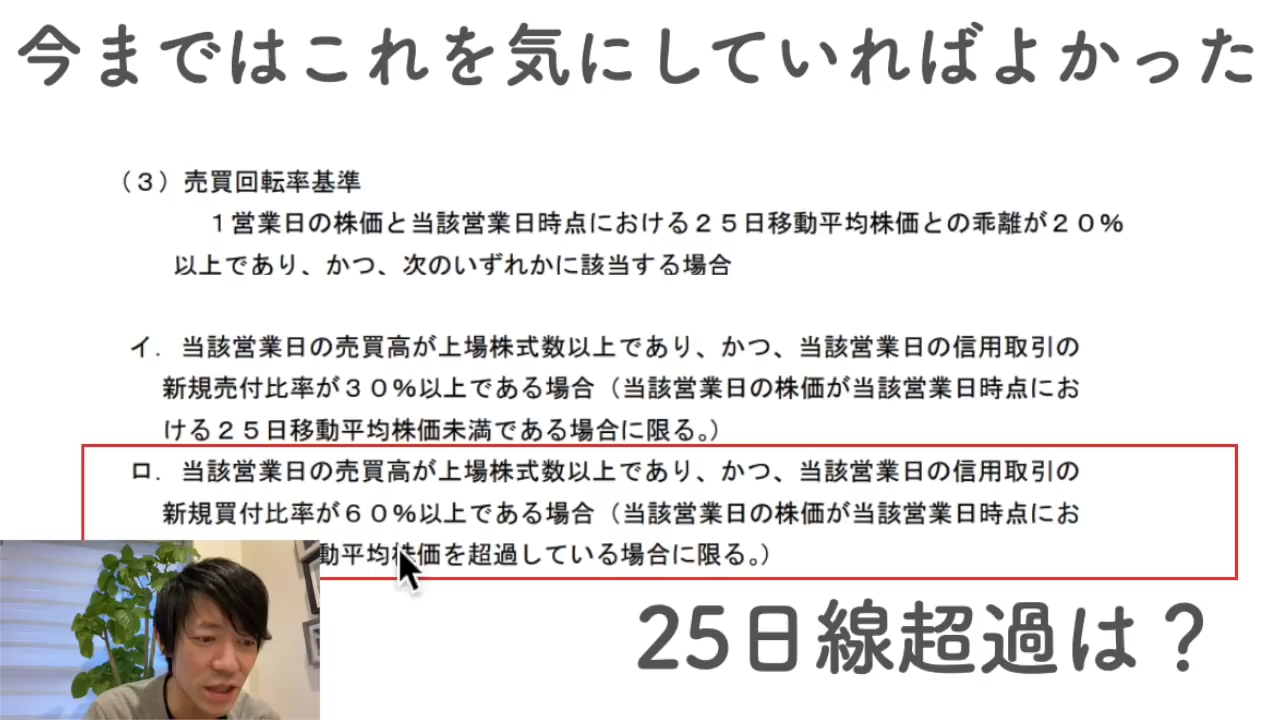 今まではこれを気にしていればよかった
（３）売買回転率基準
１営業日の株価と当該営業日時点における２５日移動平均株価との乖離が２０％
以上であり、かつ、次のいずれかに該当する場合
イ．当該営業日の売買高が上場株式数以上であり、かつ、当該営業日の信用取引の
新規売付比率が３０％以上である場合（当該営業日の株価が当該営業日時点にお
ける２５日移動平均株価未満である場合に限る。）
ロ．当該営業日の売買高が上場株式数以上であり、かつ、当該営業日の信用取引の
新規買付比率が６０％以上である場合（当該営業日の株価が当該営業日時点にお
動平均株価を超過している場合に限る。）
25日線超過は？